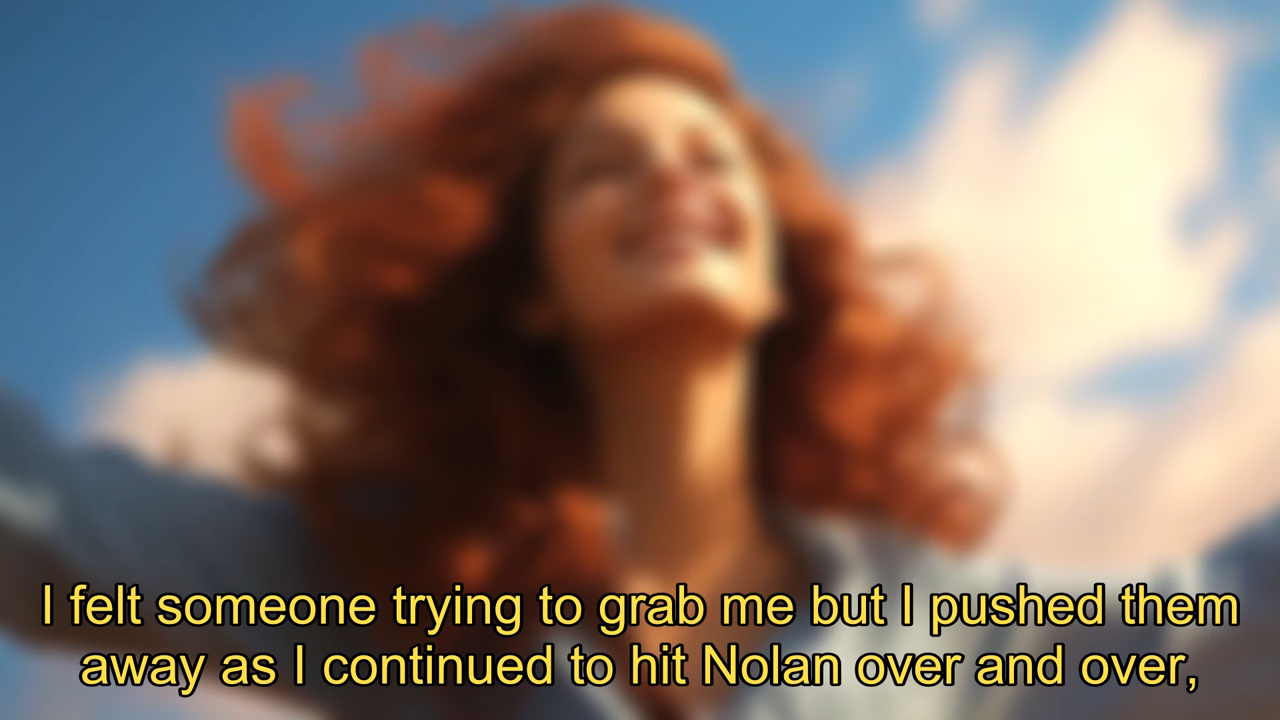 I felt someone trying to grab me but I pushed them
away as I continued to hit Nolan over and over,